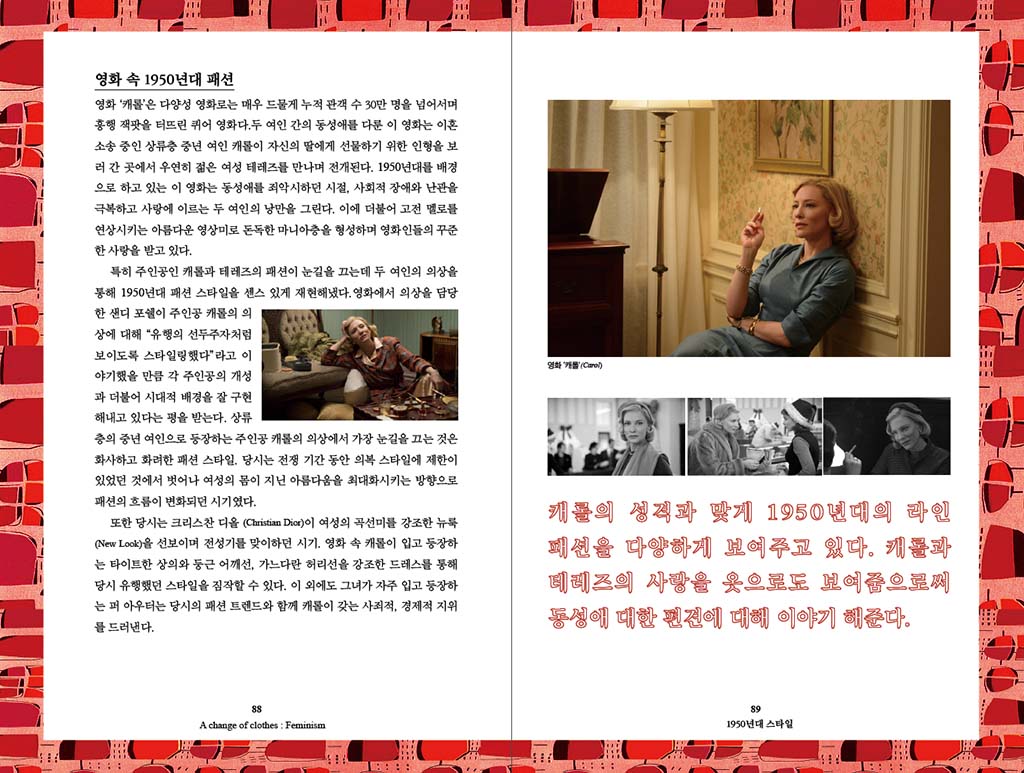 영화 속 1950년대 패션
영화 ‘캐롤’은 다양성 영화로는 매우 드물게 누적 관객 수 30만 명을 넘어서며
흥행 잭팟을 터뜨린 퀴어 영화다.두 여인 간의 동성애를 다룬 이 영화는 이혼
소송 중인 상류층 중년 여인 캐롤이 자신의 딸에게 선물하기 위한 인형을 보
러 간 곳에서 우연히 젊은 여성 테레즈를 만나며 전개된다. 1950년대를 배경
으로 하고 있는 이 영화는 동성애를 죄악시하던 시절, 사회적 장애와 난관을
극복하고 사랑에 이르는 두 여인의 낭만을 그린다. 이에 더불어 고전 멜로를
연상시키는 아름다운 영상미로 돈독한 마니아층을 형성하며 영화인들의 꾸준
한 사랑을 받고 있다.
특히 주인공인 캐롤과 테레즈의 패션이 눈길을 끄는데 두 여인의 의상을
통해 1950년대 패션 스타일을 센스 있게 재현해냈다.영화에서 의상을 담당
한 샌디 포웰이 주인공 캐롤의 의
상에 대해 “유행의 선두주자처럼
보이도록 스타일링했다”라고 이
야기했을 만큼 각 주인공의 개성
과 더불어 시대적 배경을 잘 구현
해내고 있다는 평을 받는다. 상류
층의 중년 여인으로 등장하는 주인공 캐롤의 의상에서 가장 눈길을 끄는 것은
화사하고 화려한 패션 스타일. 당시는 전쟁 기간 동안 의복 스타일에 제한이
있었던 것에서 벗어나 여성의 몸이 지닌 아름다움을 최대화시키는 방향으로
패션의 흐름이 변화되던 시기였다.
또한 당시는 크리스찬 디올 (Christian Dior)이 여성의 곡선미를 강조한 뉴룩
(New Look)을 선보이며 전성기를 맞이하던 시기. 영화 속 캐롤이 입고 등장하
는 타이트한 상의와 둥근 어깨선, 가느다란 허리선을 강조한 드레스를 통해
당시 유행했던 스타일을 짐작할 수 있다. 이 외에도 그녀가 자주 입고 등장하
는 퍼 아우터는 당시의 패션 트렌드와 함께 캐롤이 갖는 사회적, 경제적 지위
를 드러낸다.
88
A change of clothes : Feminism
영화 ‘캐롤’(Carol)
캐롤의 성격과 맞게 1950년대의 라인
패션을 다양하게 보여주고 있다. 캐롤과
테레즈의 사랑을 옷으로도 보여줌으로써
동성애 대한 편견에 대해 이야기 해준다.
89
1950년대 스타일